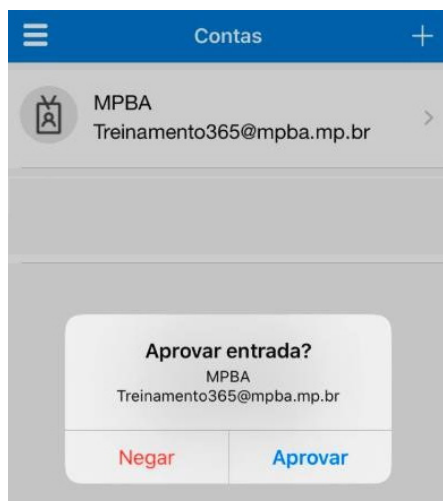 Contas
MPBA
Treinamento365@mpba.mp.br
Aprovar entrada?
MPBA
Treinamento365@mpba.mp.br
Negar Aprovar